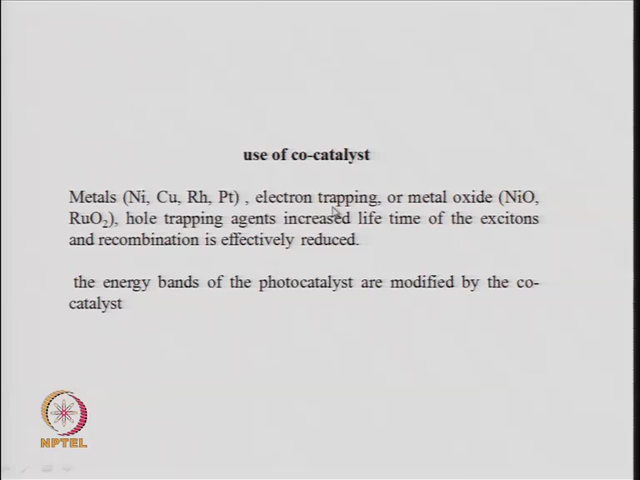 use of co-catalyst
Metals (Ni, Cu, Rh, Pt) , electron trapping, or metal oxide (NiO,
RuO₂), hole trapping agents increased life time of the excitons
and recombination is effectively reduced.
the energy bands of the photocatalyst are modified by the co-
catalyst
NPTEL